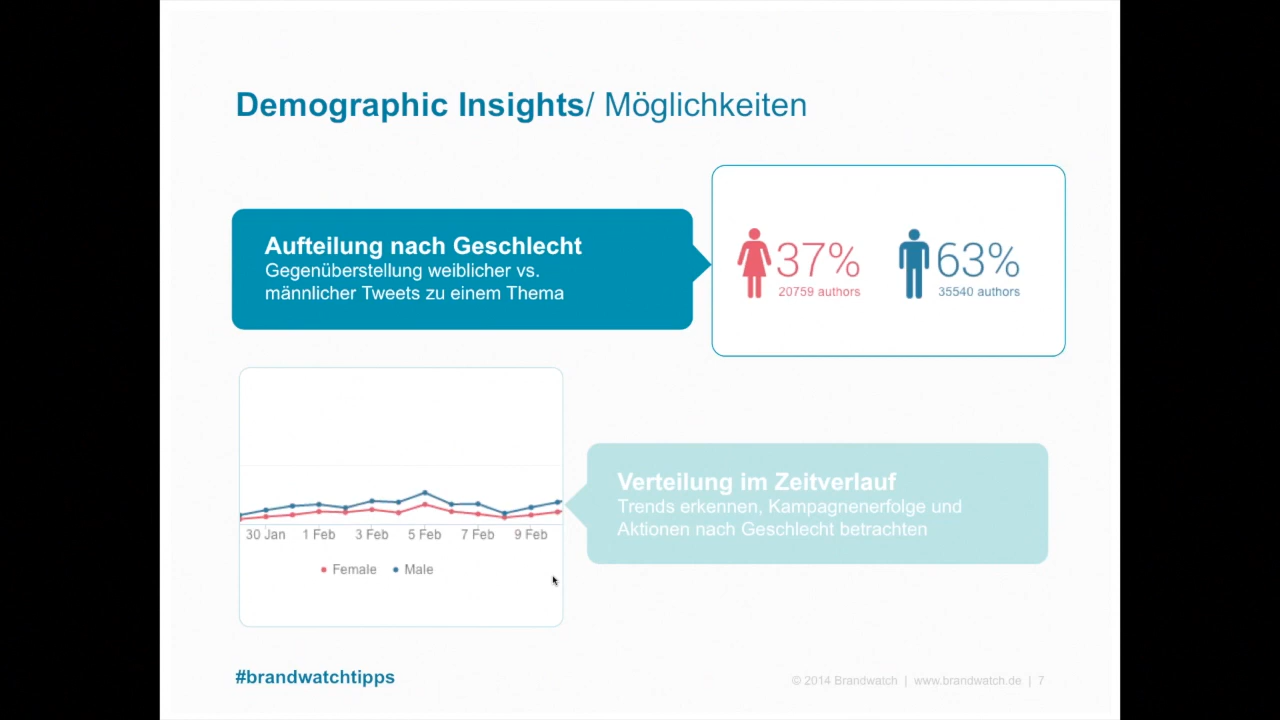 Demographic Insights/ Möglichkeiten
Aufteilung nach Geschlecht
Gegenüberstellung weiblicher vs.
männlicher Tweets zu einem Thema
37%
20759 authors
63%
35540 authors
30 Jan 1 Feb 3 Feb 5 Feb 7 Feb 9 Feb
Female Male
Verteilung im Zeitverlauf
Trends erkennen, Kampagnenerfolge und
Aktionen nach Geschlecht betrachten
#brandwatchtipps
© 2014 Brandwatch | www.brandwatch.de | 7